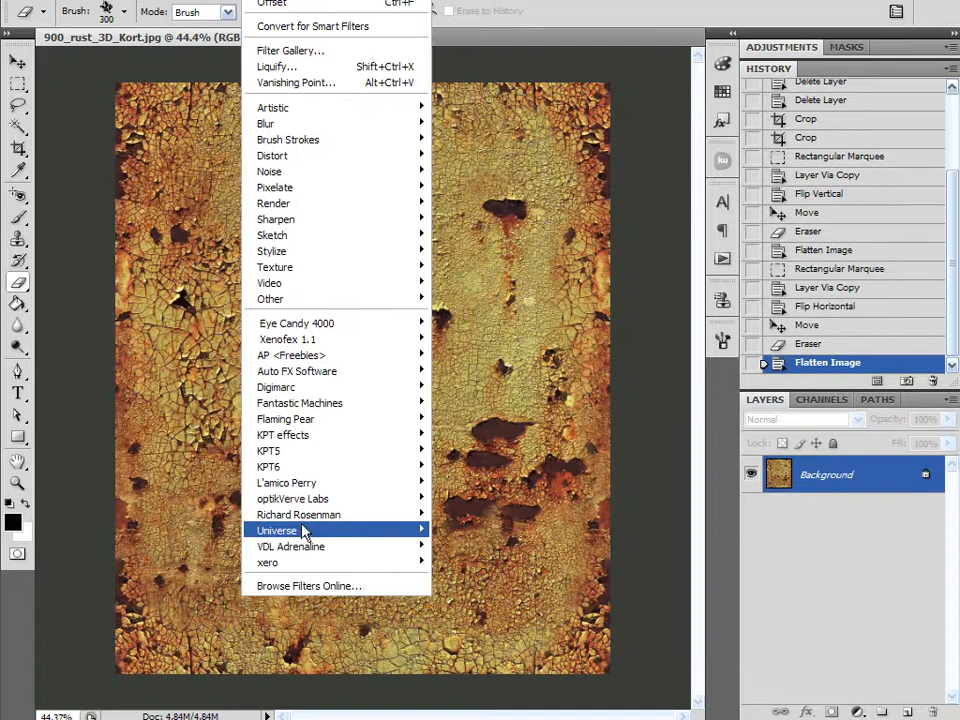 Brush: 300 Mode: Brush Erase to History
900_rust_3D_Kort.jpg @ 44.4% (RGB
Offset Ctrl+F
Convert for Smart Filters
Filter Gallery...
Liquify... Shift+Ctrl+X
Vanishing Point... Alt+Ctrl+V
Artistic
Blur
Brush Strokes
Distort
Noise
Pixelate
Render
Sharpen
Sketch
Stylize
Texture
Video
Other
Eye Candy 4000
Xenofex 1.1
AP <Freebies>
Auto FX Software
Digimarc
Fantastic Machines
Flaming Pear
KPT effects
KPT5
KPT6
L'amico Perry
optikVerve Labs
Richard Rosenman
Universe
VDL Adrenaline
xero
Browse Filters Online...
44.37% Doc: 4.84M/4.84M
ADJUSTMENTS MASKS
HISTORY
Delete Layer
Delete Layer
Crop
Crop
Rectangular Marquee
Layer Via Copy
Flip Vertical
Move
Eraser
Flatten Image
Rectangular Marquee
Layer Via Copy
Flip Horizontal
Move
Eraser
Flatten Image
LAYERS CHANNELS PATHS
Normal Opacity: 100%
Lock: Fill: 100%
Background